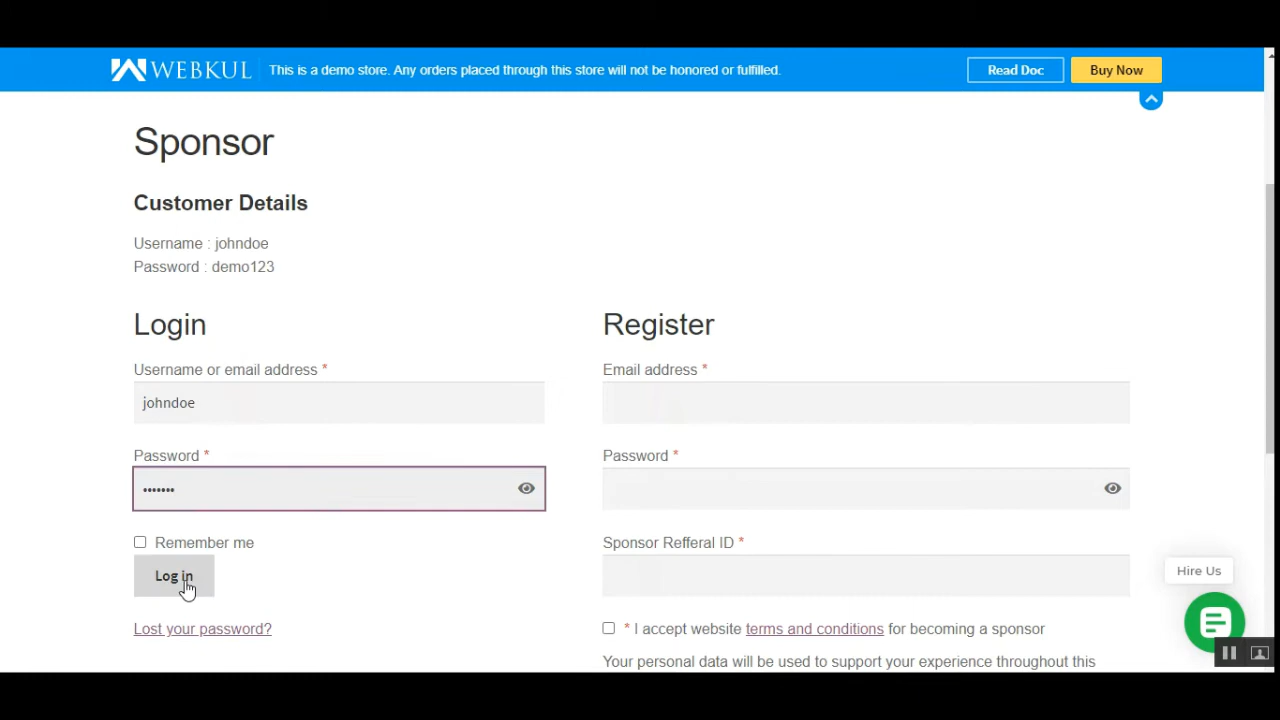 WEBKUL This is a demo store. Any orders placed through this store will not be honored or fulfilled. Read Doc Buy Now
Sponsor
Customer Details
Username : johndoe
Password : demo123
Login Register
Username or email address * Email address *
johndoe
Password * Password *
•••••••
Remember me Sponsor Refferal ID *
Log in Hire Us
Lost your password? * I accept website terms and conditions for becoming a sponsor
Your personal data will be used to support your experience throughout this